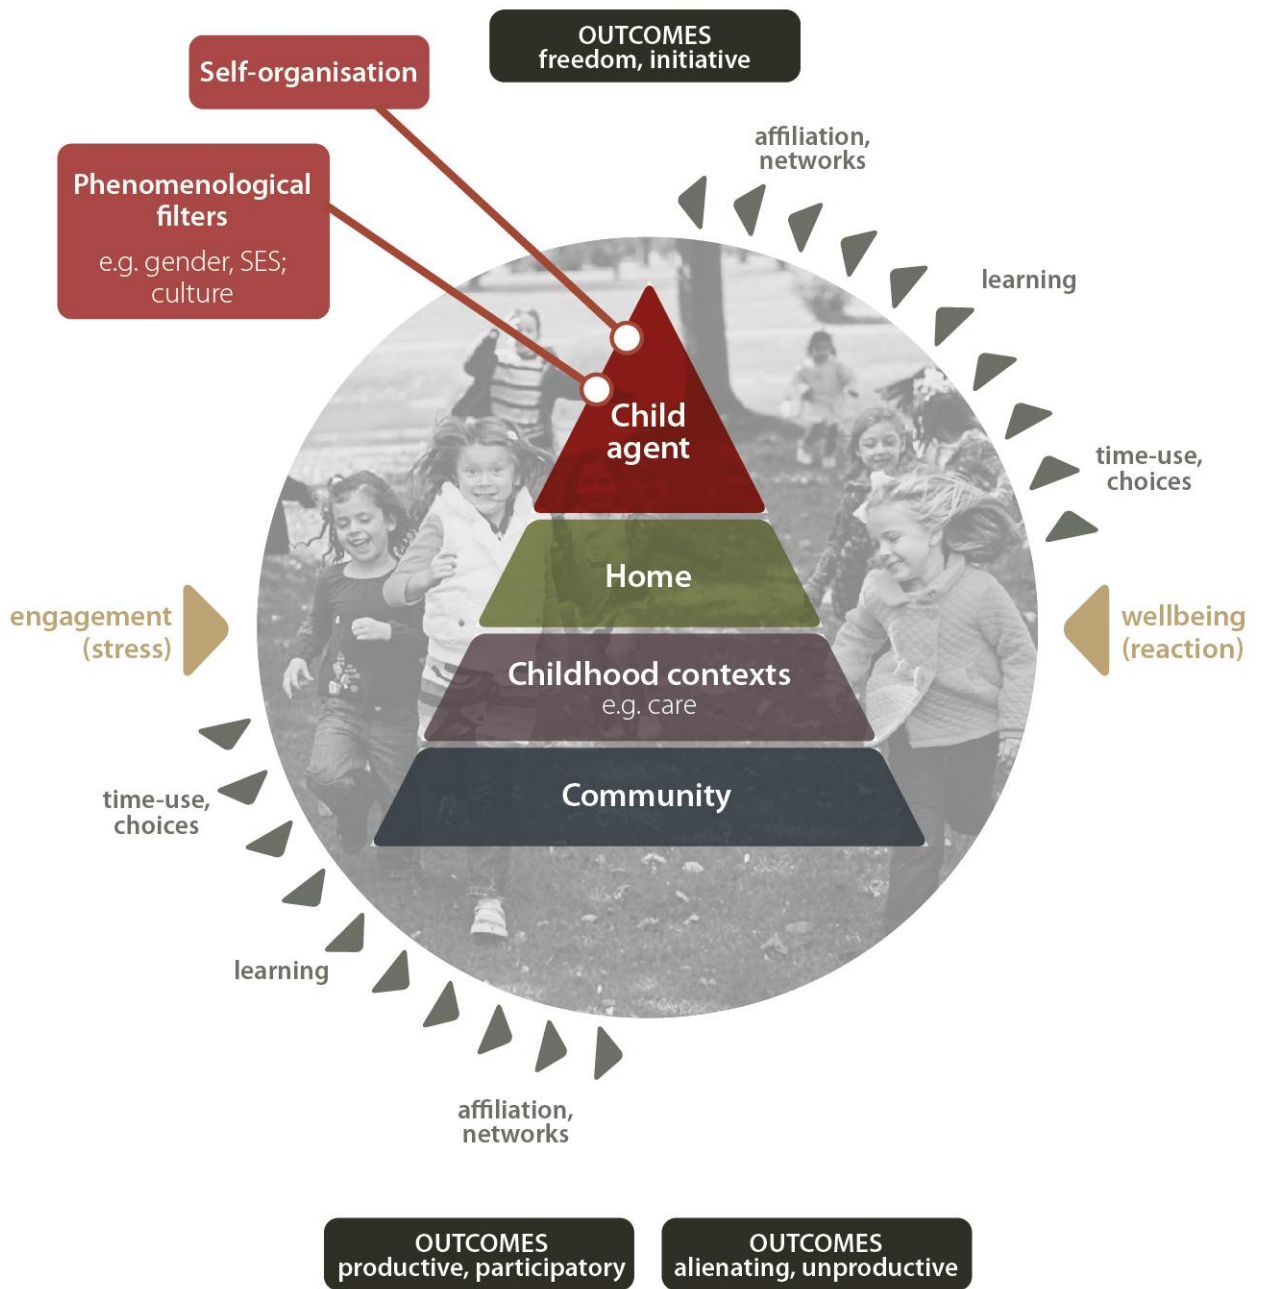 OUTCOMES
freedom, initiative
Self-organisation
Phenomenological
filters
e.g. gender, SES;
culture
affiliation,
networks
learning
time-use,
choices
Child
agent
Home
Childhood contexts
e.g. care
Community
engagement
(stress)
wellbeing
(reaction)
time-use,
choices
learning
affiliation,
networks
OUTCOMES
productive, participatory
OUTCOMES
alienating, unproductive